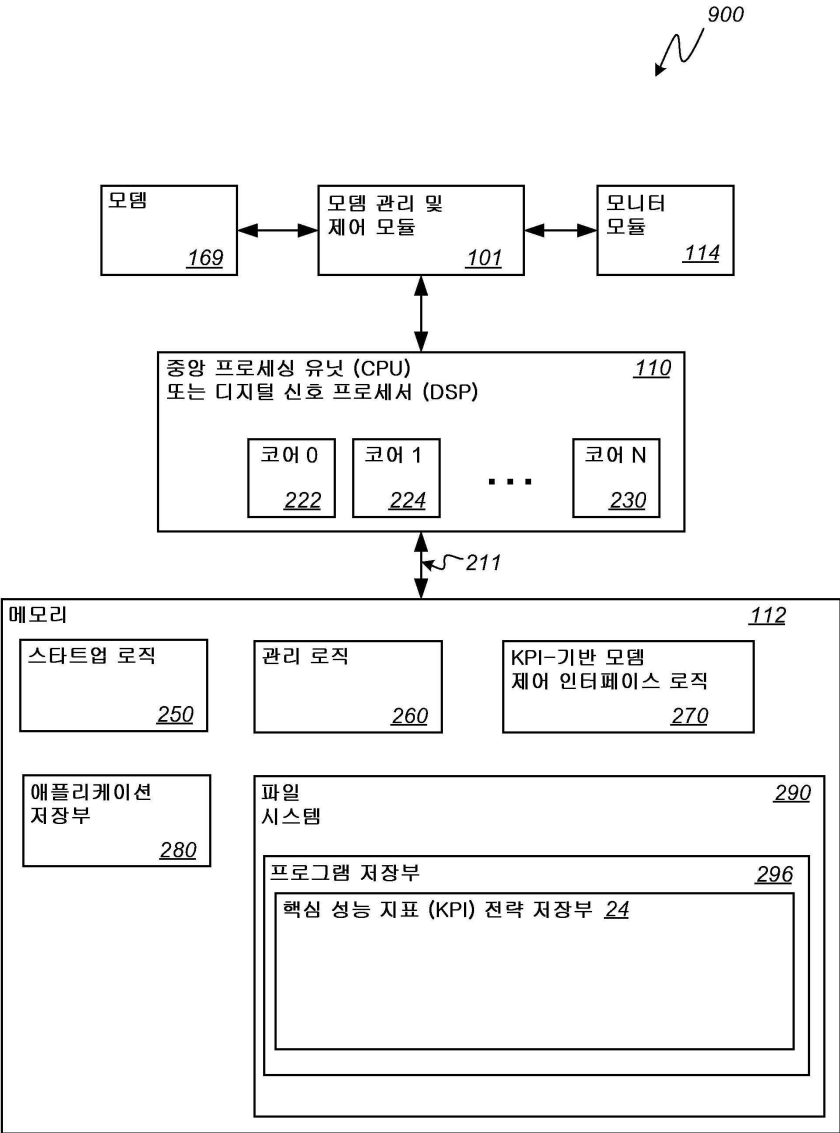 900
모뎀
169
모뎀 관리 및
제어 모듈
101
모니터
모듈
114
중앙 프로세싱 유닛 (CPU)
또는 디지털 신호 프로세서 (DSP)
110
코어 0
222
코어 1
224
...
코어 N
230
211
메모리
112
스타트업 로직
250
관리 로직
260
KPI-기반 모뎀
제어 인터페이스 로직
270
애플리케이션
저장부
280
파일
시스템
290
프로그램 저장부
296
핵심 성능 지표 (KPI) 전략 저장부 24